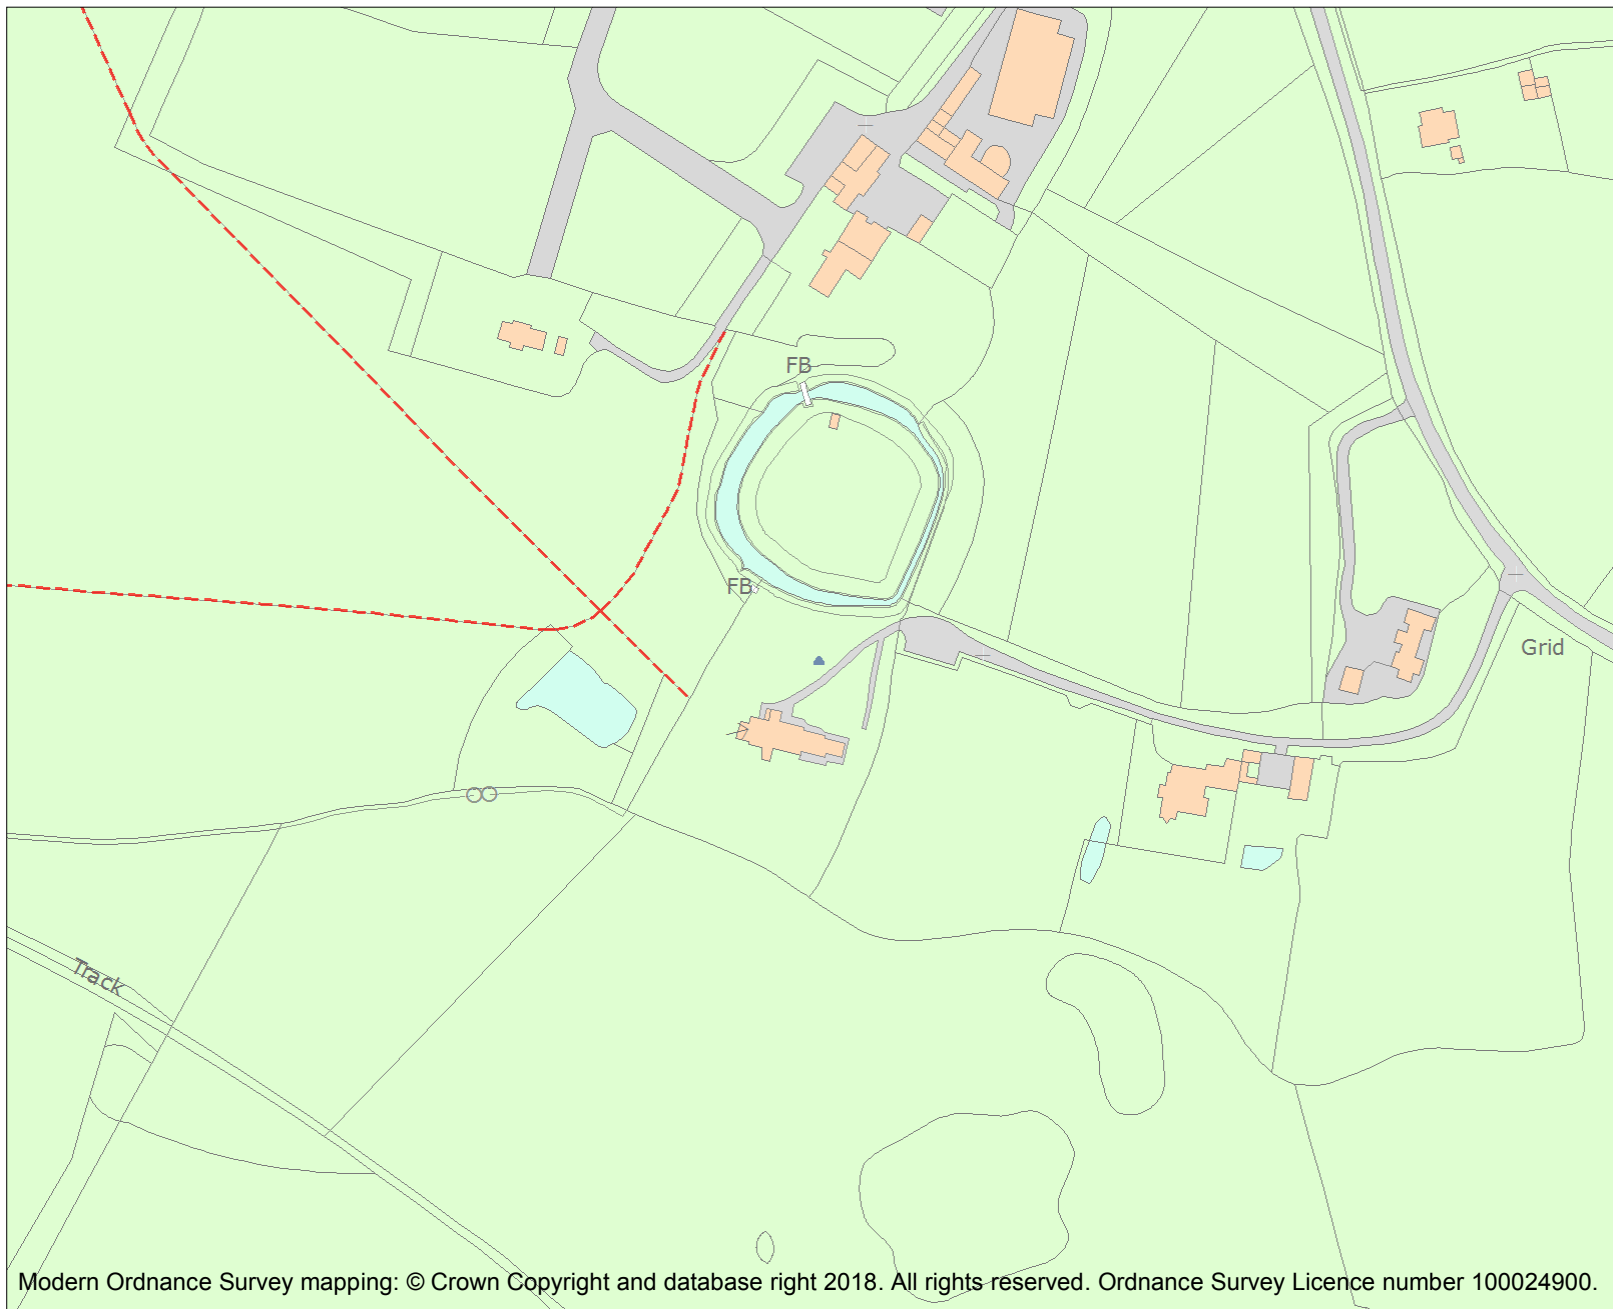 FB
FB
Grid
Track
Modern Ordnance Survey mapping: © Crown Copyright and database right 2018. All rights reserved. Ordnance Survey Licence number 100024900.